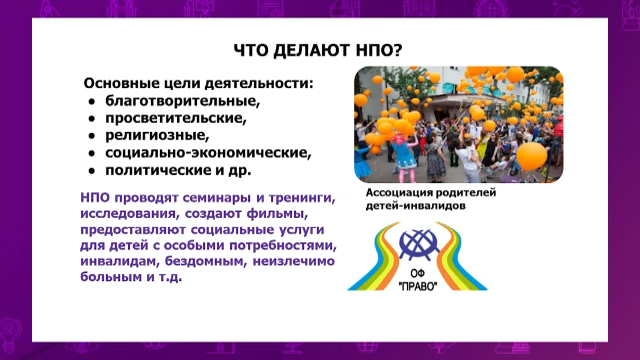 ЧТО ДЕЛАЮТ НПО?
Основные цели деятельности:
● благотворительные,
● просветительские,
● религиозные,
● социально-экономические,
● политические и др.
НПО проводят семинары и тренинги,
исследования, создают фильмы,
предоставляют социальные услуги
для детей с особыми потребностями,
инвалидам, бездомным, неизлечимо
больным и т.д.
Ассоциация родителей
детей-инвалидов
ОФ
"ПРАВО"